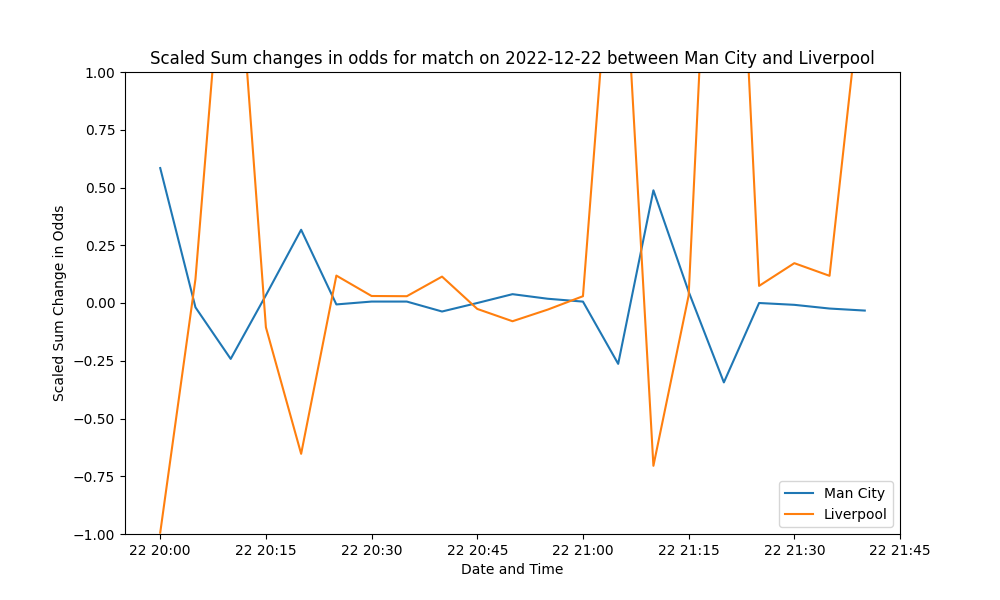 Scaled Sum changes in odds for match on 2022-12-22 between Man City and Liverpool
1.00
0.75
0.50
0.25
0.00
−0.25
−0.50
−0.75
−1.00
Scaled Sum Change in Odds
Man City
Liverpool
22 20:00 22 20:15 22 20:30 22 20:45 22 21:00 22 21:15 22 21:30 22 21:45
Date and Time